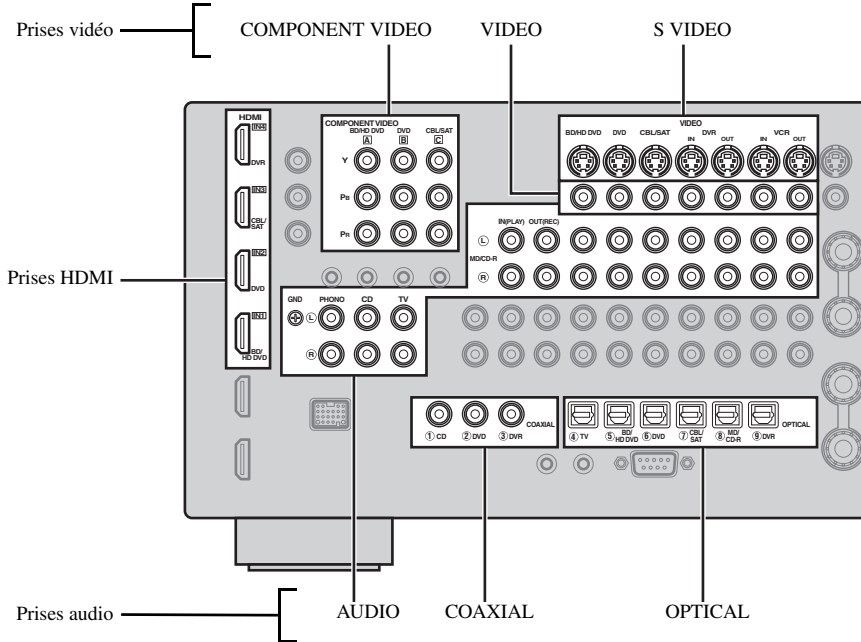 Prises vidéo
COMPONENT VIDEO VIDEO S VIDEO
HDMI
IN4
DVR
IN3
CBL/
SAT
Prises HDMI
IN2
DVD
IN1
BD/
HD DVD
COMPONENT VIDEO
BD/HD DVD DVD CBL/SAT
A B C
Y
PB
PR
VIDEO
BD/HD DVD DVD CBL/SAT DVR VCR
IN OUT IN OUT
IN(PLAY) OUT(REC)
L
MD/CD-R
R
GND PHONO CD TV
L
R
COAXIAL
① CD ② DVD ③ DVR
OPTICAL
④ TV ⑤ BD/
HD DVD ⑥ DVD ⑦ CBL/
SAT ⑧ MD/
CD-R ⑨ DVR
Prises audio
AUDIO COAXIAL OPTICAL